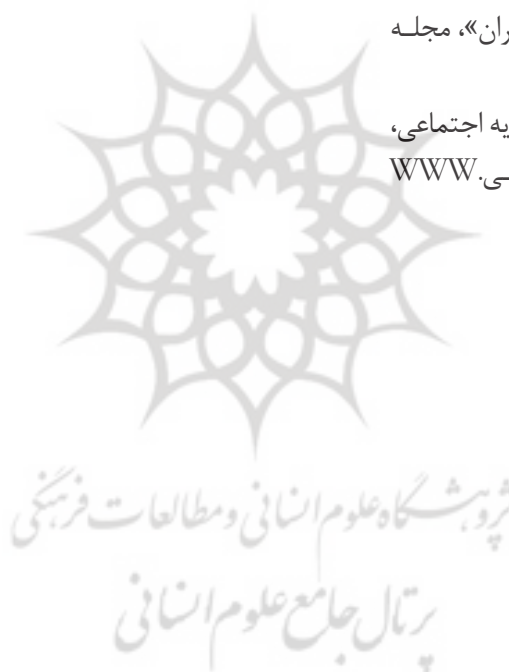 ران»، مجلـه
یه اجتماعی،
ـی.WWW
پژوهشگاه علوم انسانی و مطالعات فرهنگی
پرتال جامع علوم انسانی